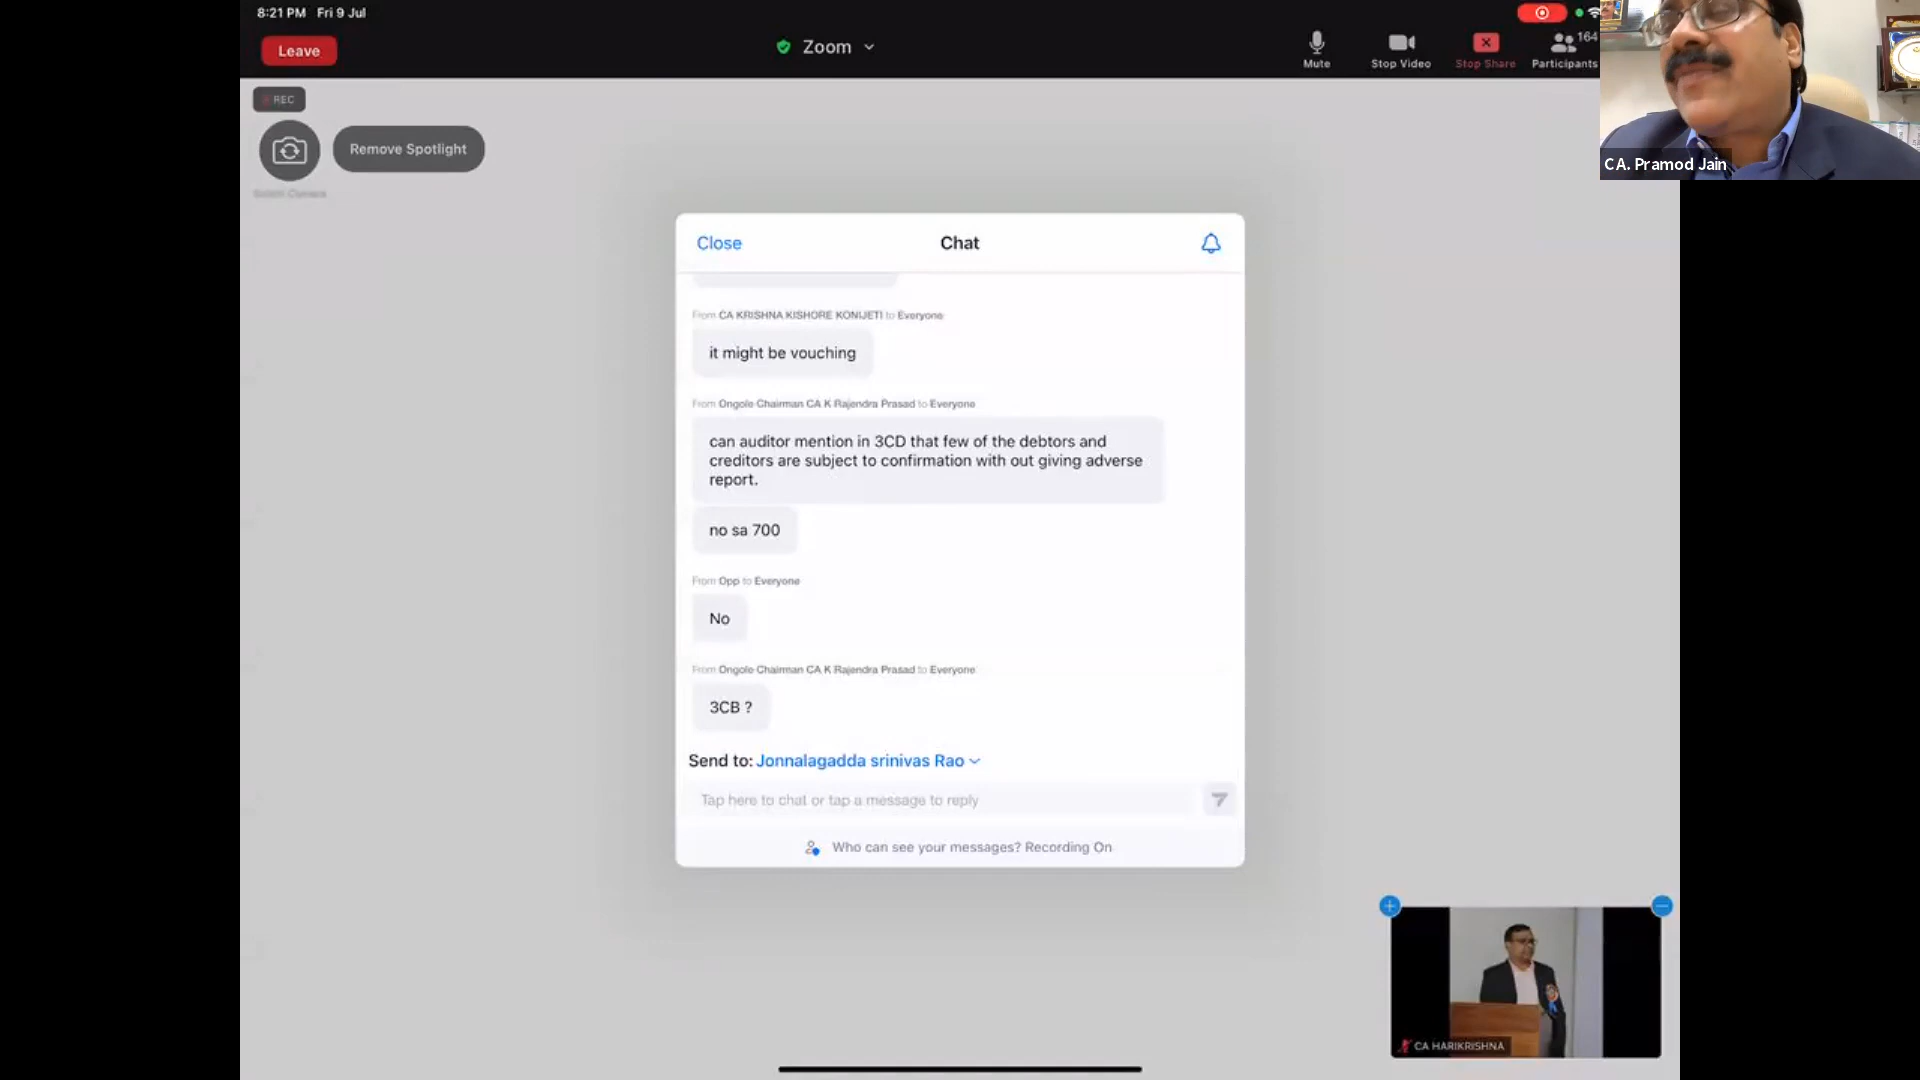 8:21 PM Fri 9 Jul
Leave
Zoom
Mute
Stop Video
Stop Share
164
Participants
REC
Remove Spotlight
Switch Camera
CA. Pramod Jain
Close
Chat
From CA KRISHNA KISHORE KONIJETI to Everyone
it might be vouching
From Ongole Chairman CA K Rajendra Prasad to Everyone
can auditor mention in 3CD that few of the debtors and
creditors are subject to confirmation with out giving adverse
report.
no sa 700
From Opp to Everyone
No
From Ongole Chairman CA K Rajendra Prasad to Everyone
3CB ?
Send to: Jonnalagadda srinivas Rao
Tap here to chat or tap a message to reply
Who can see your messages? Recording On
CA HARIKRISHNA